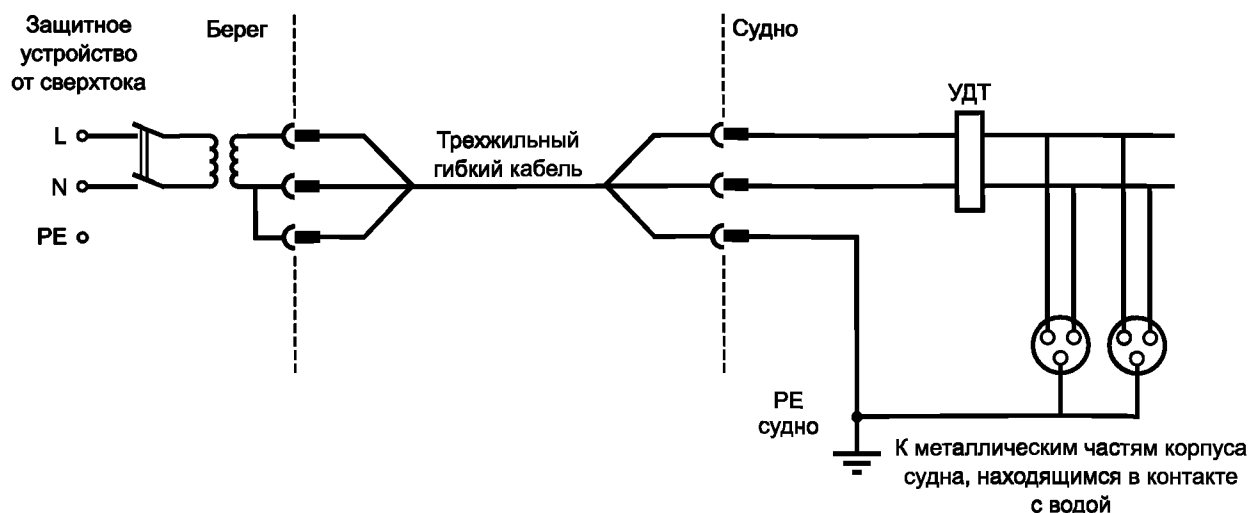 Защитное
устройство
от сверхтока
Берег
Судно
УДТ
L
Трехжильный
гибкий кабель
N
PE
PE
судно
К металлическим частям корпуса
судна, находящимся в контакте
с водой